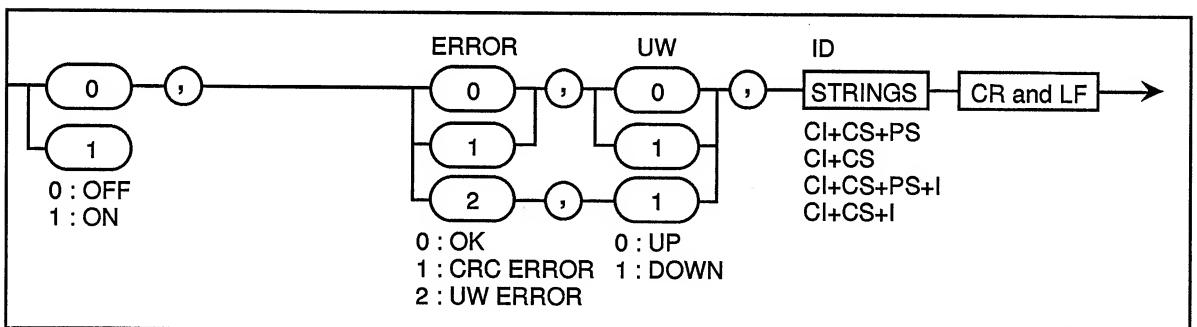 ERROR UW ID
0 , 0 , 0 , STRINGS CR and LF
1 1 1 CI+CS+PS
CI+CS
0 : OFF 2 , 1 CI+CS+PS+I
1 : ON CI+CS+I
0 : OK 0 : UP
1 : CRC ERROR 1 : DOWN
2 : UW ERROR